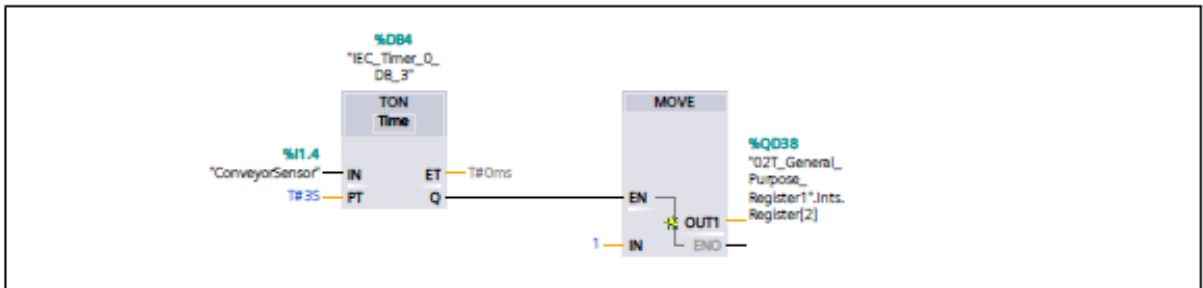 %DB4
"IEC_Timer_0_
DB_3"
TON
Time
%I1.4
"ConveyorSensor"
IN
ET
T#0ms
T#3S
PT
Q
MOVE
EN
OUT1
1
IN
ENO
%QD38
"02T_General_
Purpose_
Register1".Ints.
Register[2]